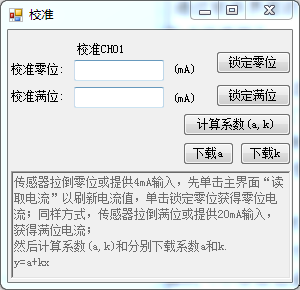 校准
校准CH01
校准零位: (mA) 锁定零位
校准满位: (mA) 锁定满位
计算系数(a,k)
下载a 下载k
传感器拉倒零位或提供4mA输入，先单击主界面“读
取电流”以刷新电流值，单击锁定零位获得零位电
流；同样方式，传感器拉倒满位或提供20mA输入，
获得满位电流；
然后计算系数(a,k)和分别下载系数a和k.
y=a+kx